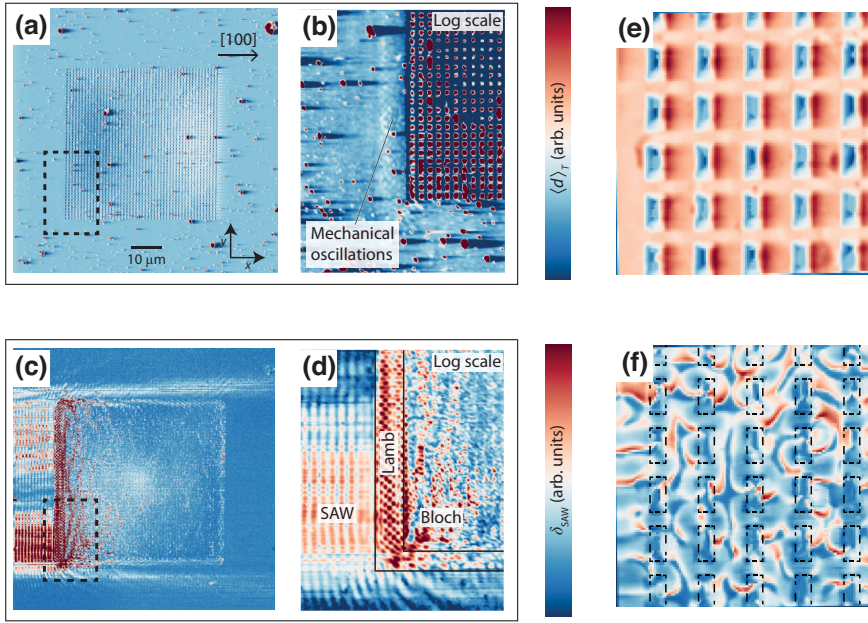 (a)
[100]
y
x
10 μm
(b)
Log scale
Mechanical
oscillations
⟨d⟩T (arb. units)
(e)
(c)
(d)
Log scale
SAW
Lamb
Bloch
δSAW (arb. units)
(f)